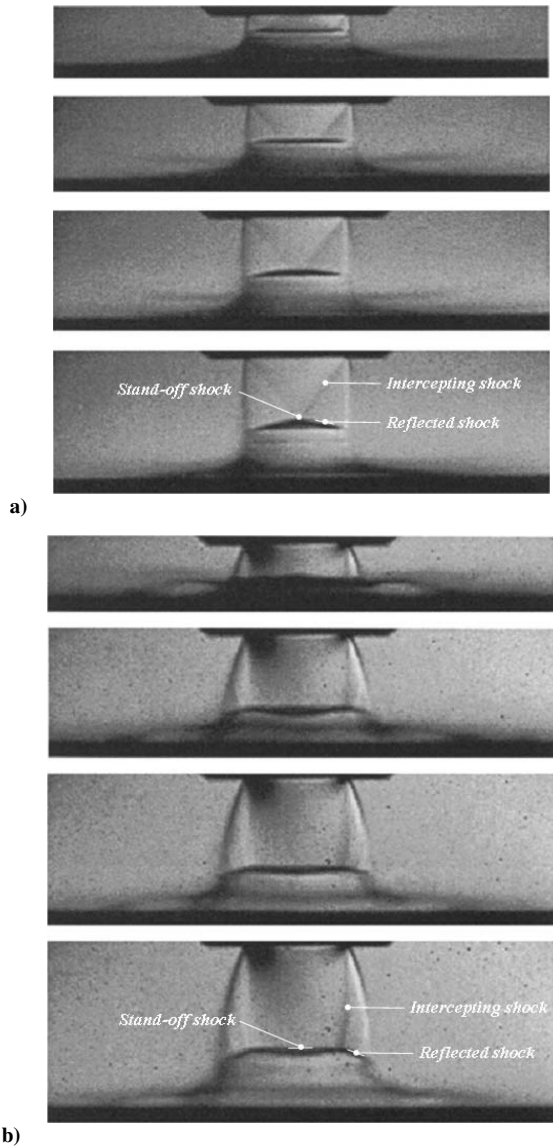 Stand-off shock
Intercepting shock
Reflected shock
a)
Intercepting shock
Stand-off shock
Reflected shock
b)